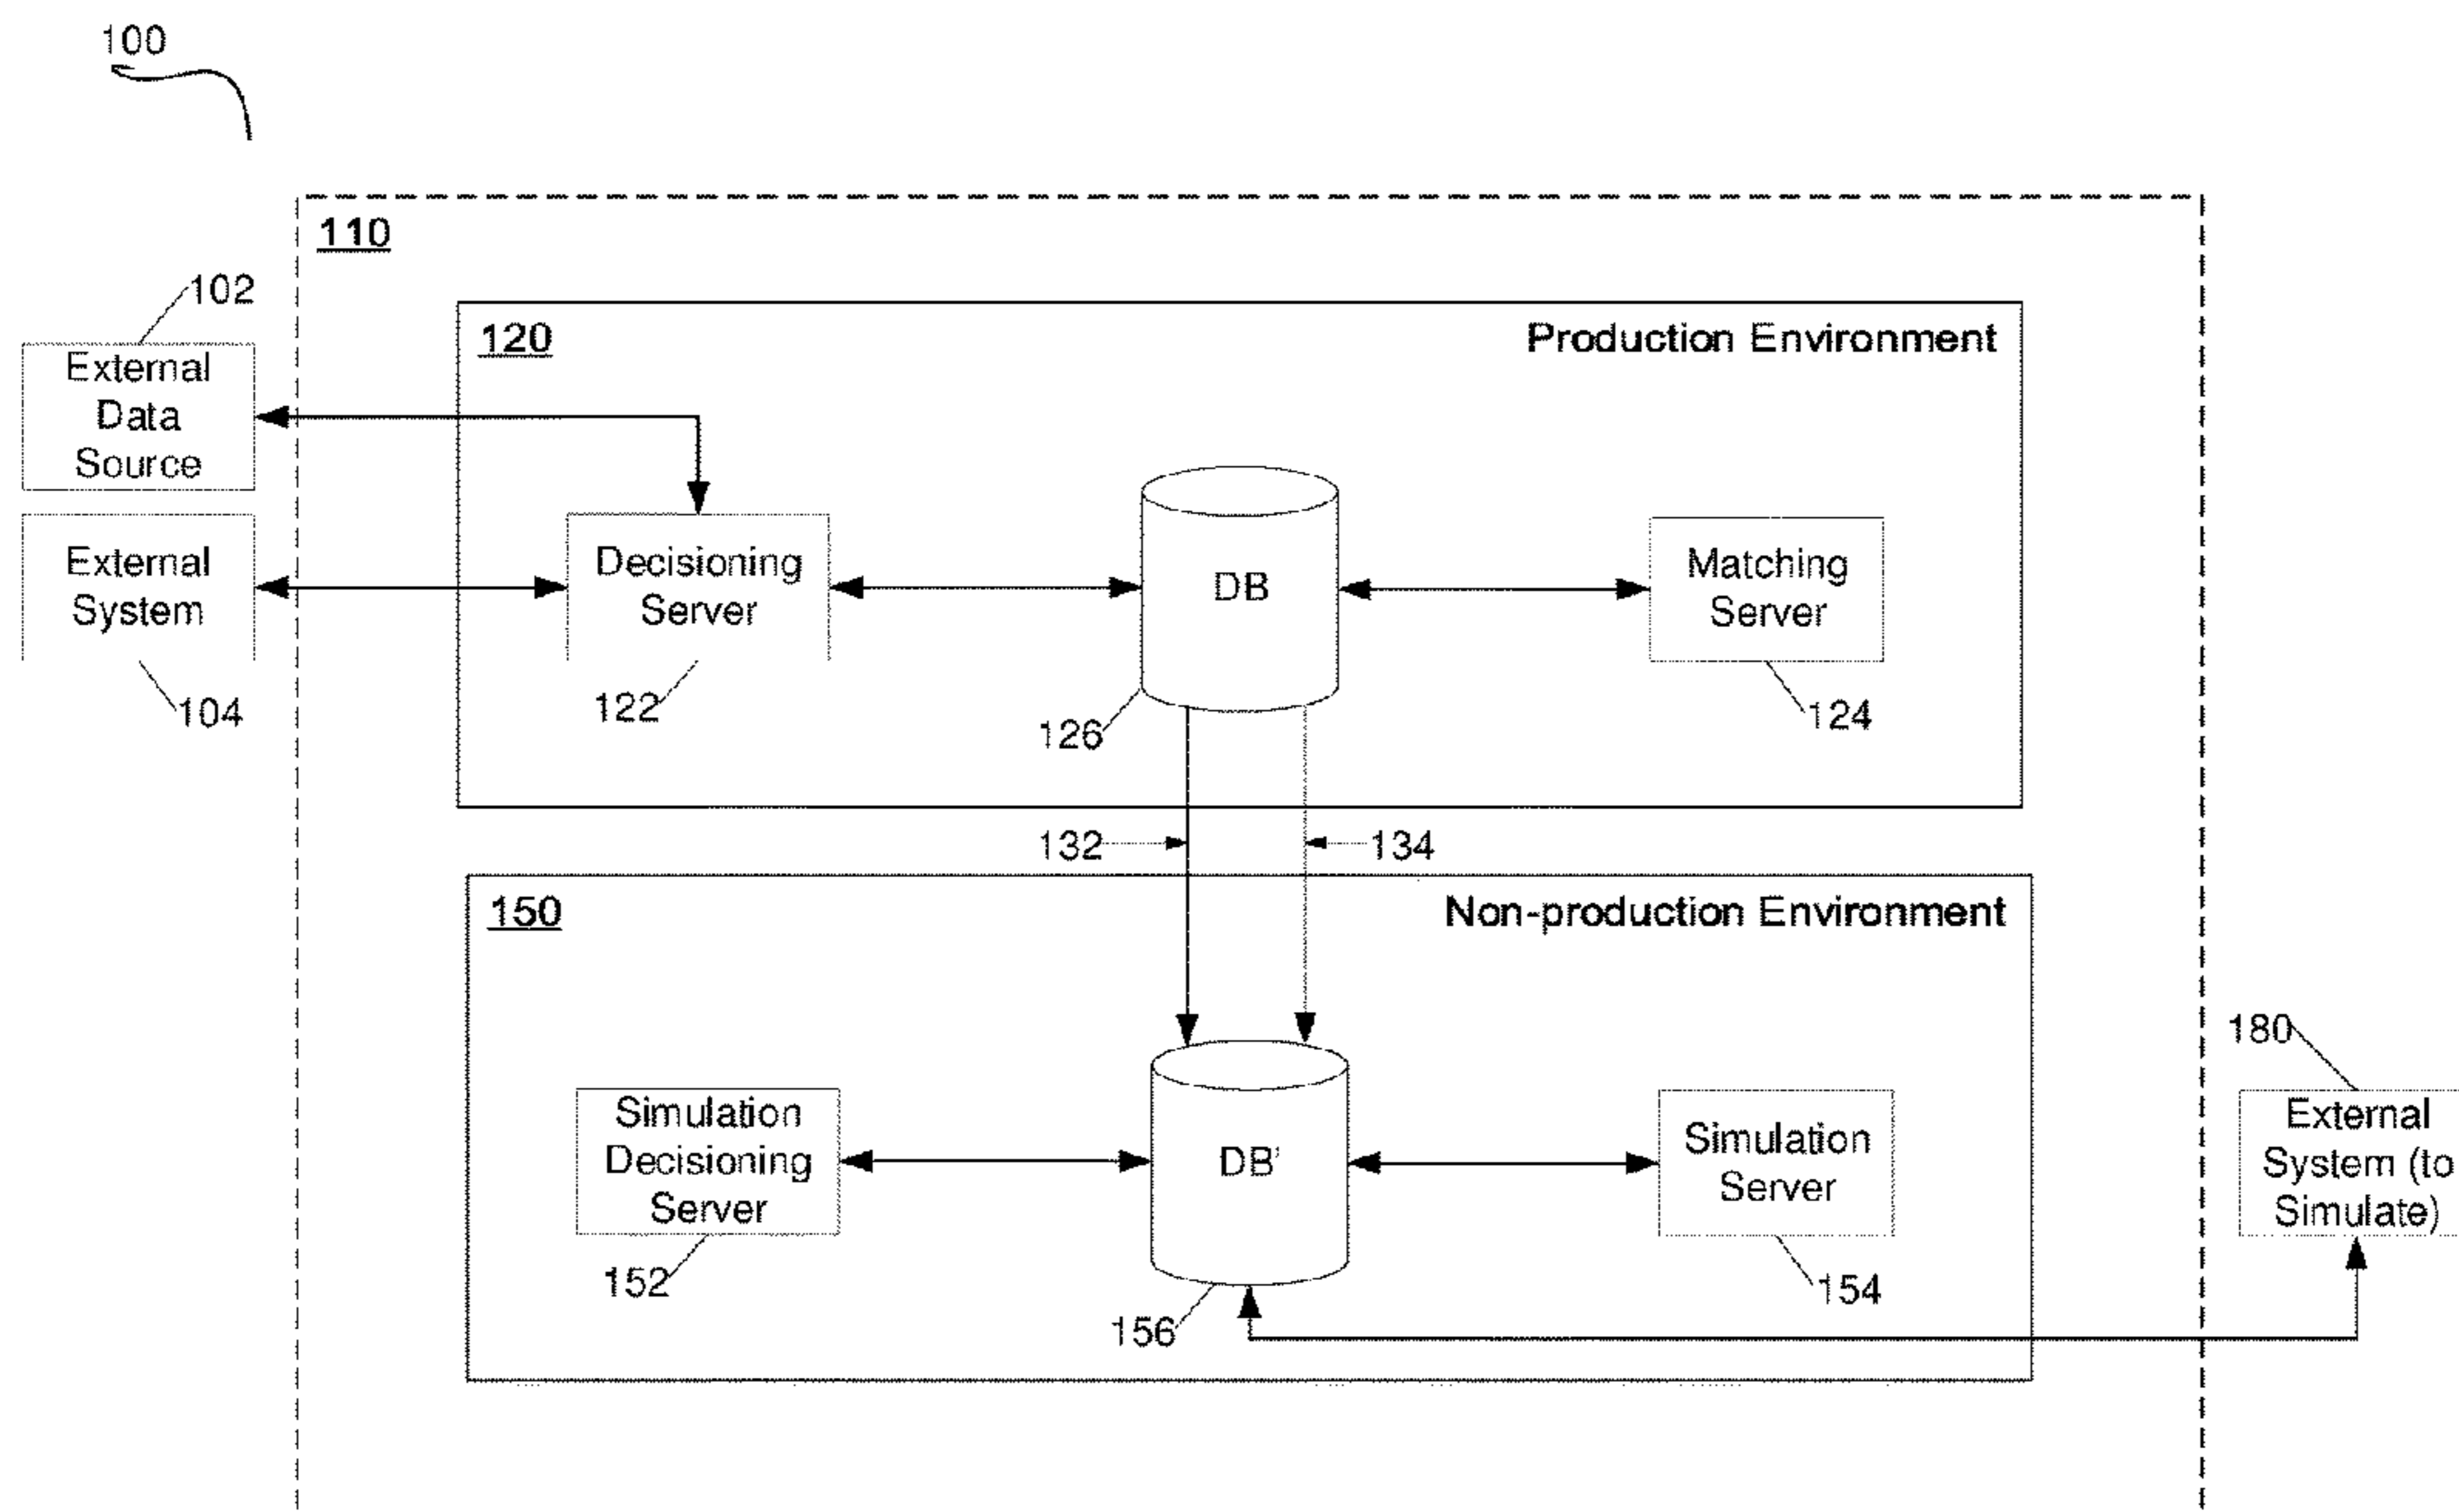 100
110
102
External
Data
Source
120
Production Environment
External
System
104
Decisioning
Server
122
DB
126
Matching
Server
124
132
134
150
Non-production Environment
Simulation
Decisioning
Server
152
DB'
156
Simulation
Server
154
180
External
System (to
Simulate)